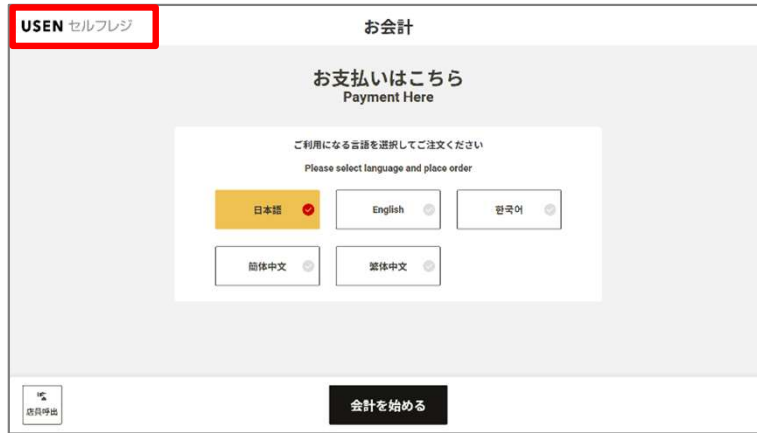 USEN セルフレジ
お会計
お支払いはこちら
Payment Here
ご利用になる言語を選択してご注文ください
Please select language and place order
日本語
English
한국어
簡体中文
繁体中文
店員呼出
会計を始める